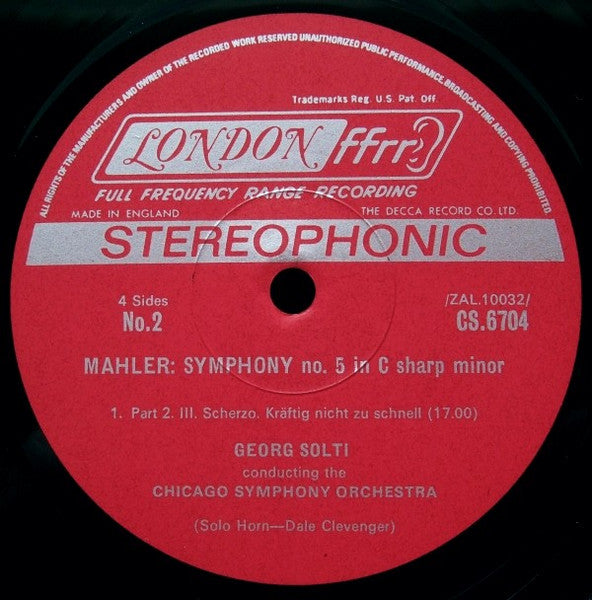 ALL RIGHTS OF THE MANUFACTURERS AND OWNER OF THE RECORDED WORK RESERVED UNAUTHORIZED PUBLIC PERFORMANCE, BROADCASTING AND COPYING PROHIBITED.
Trademarks Reg. U.S. Pat. Off.
LONDON ffrr
FULL FREQUENCY RANGE RECORDING
MADE IN ENGLAND THE DECCA RECORD CO. LTD.
STEREOPHONIC
4 Sides /ZAL.10032/
No.2 CS.6704
MAHLER: SYMPHONY no. 5 in C sharp minor
1. Part 2. III. Scherzo. Kräftig nicht zu schnell (17.00)
GEORG SOLTI
conducting the
CHICAGO SYMPHONY ORCHESTRA
(Solo Horn—Dale Clevenger)